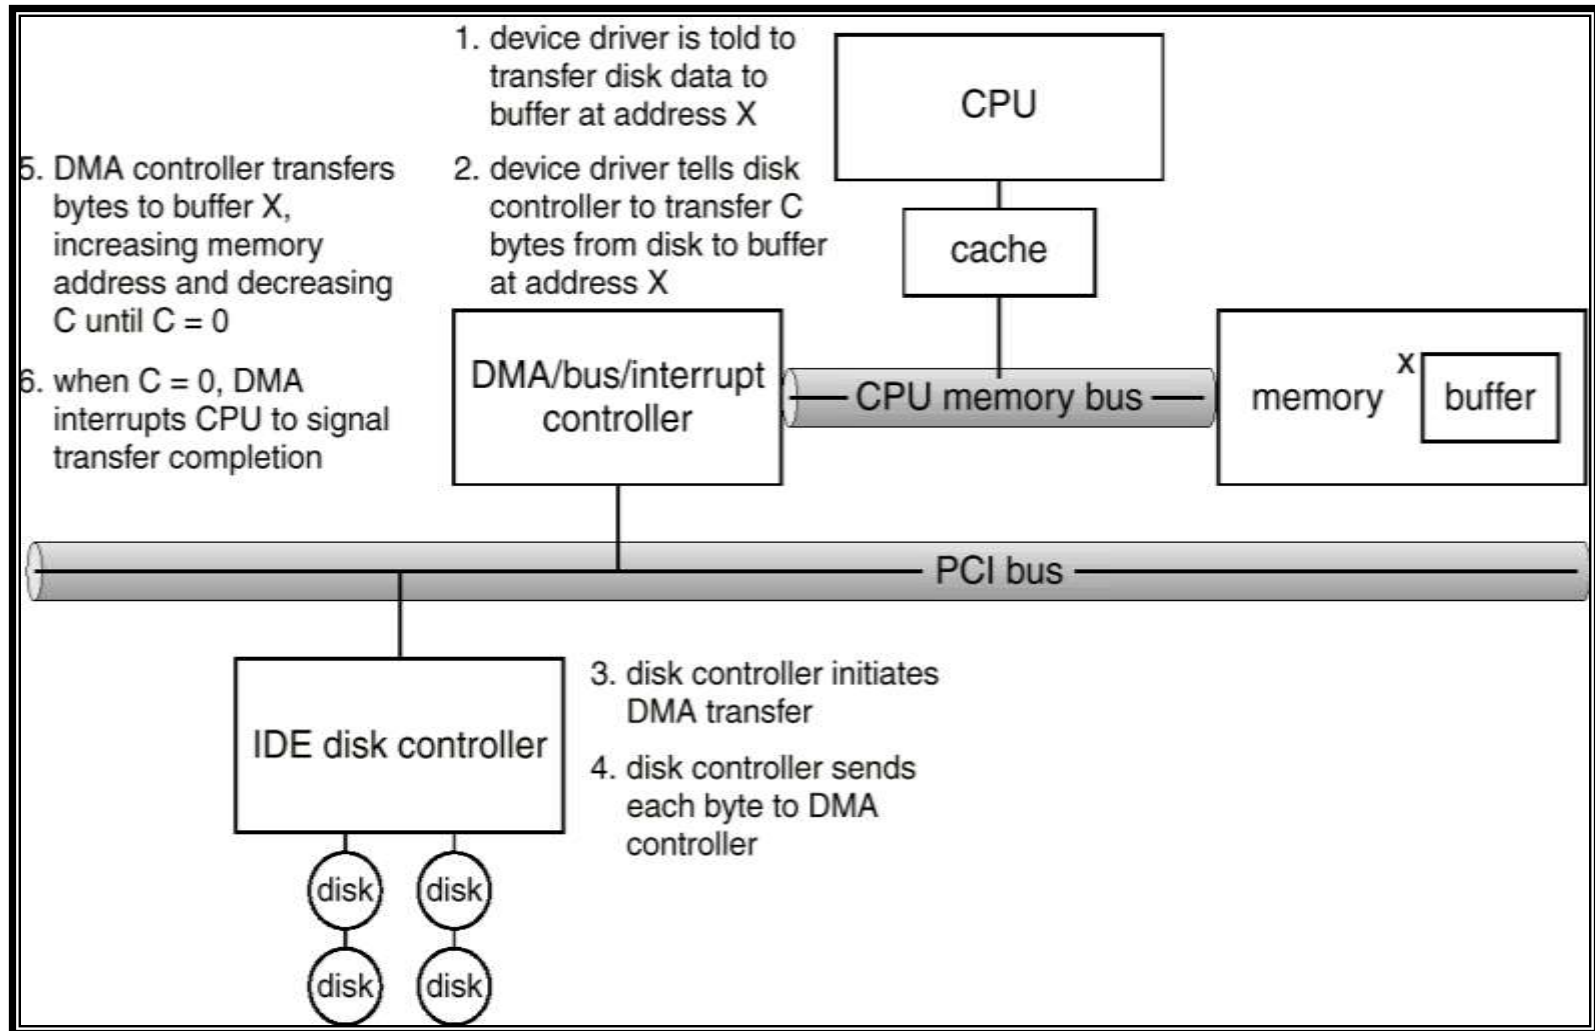 1. device driver is told to
transfer disk data to
buffer at address X
2. device driver tells disk
controller to transfer C
bytes from disk to buffer
at address X
5. DMA controller transfers
bytes to buffer X,
increasing memory
address and decreasing
C until C = 0
6. when C = 0, DMA
interrupts CPU to signal
transfer completion
CPU
cache
DMA/bus/interrupt
controller
CPU memory bus
memory
X
buffer
PCI bus
IDE disk controller
3. disk controller initiates
DMA transfer
4. disk controller sends
each byte to DMA
controller
disk
disk
disk
disk